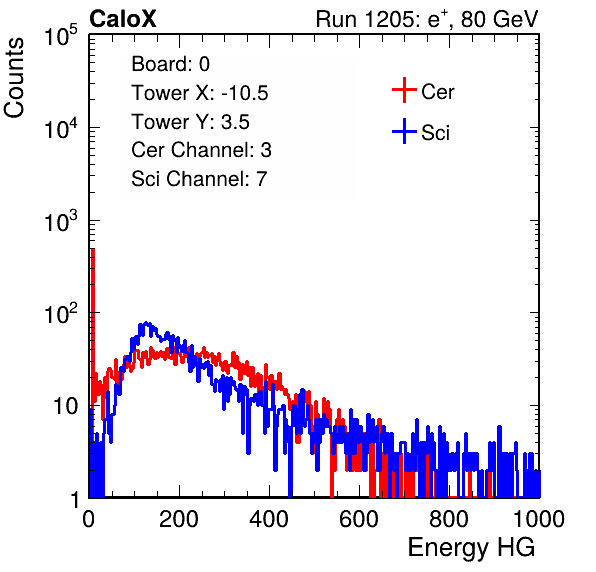 CaloX Run 1205: e⁺, 80 GeV
Counts
10⁵
10⁴
10³
10²
10
1
Board: 0
Tower X: -10.5
Tower Y: 3.5
Cer Channel: 3
Sci Channel: 7
Cer
Sci
0 200 400 600 800 1000
Energy HG